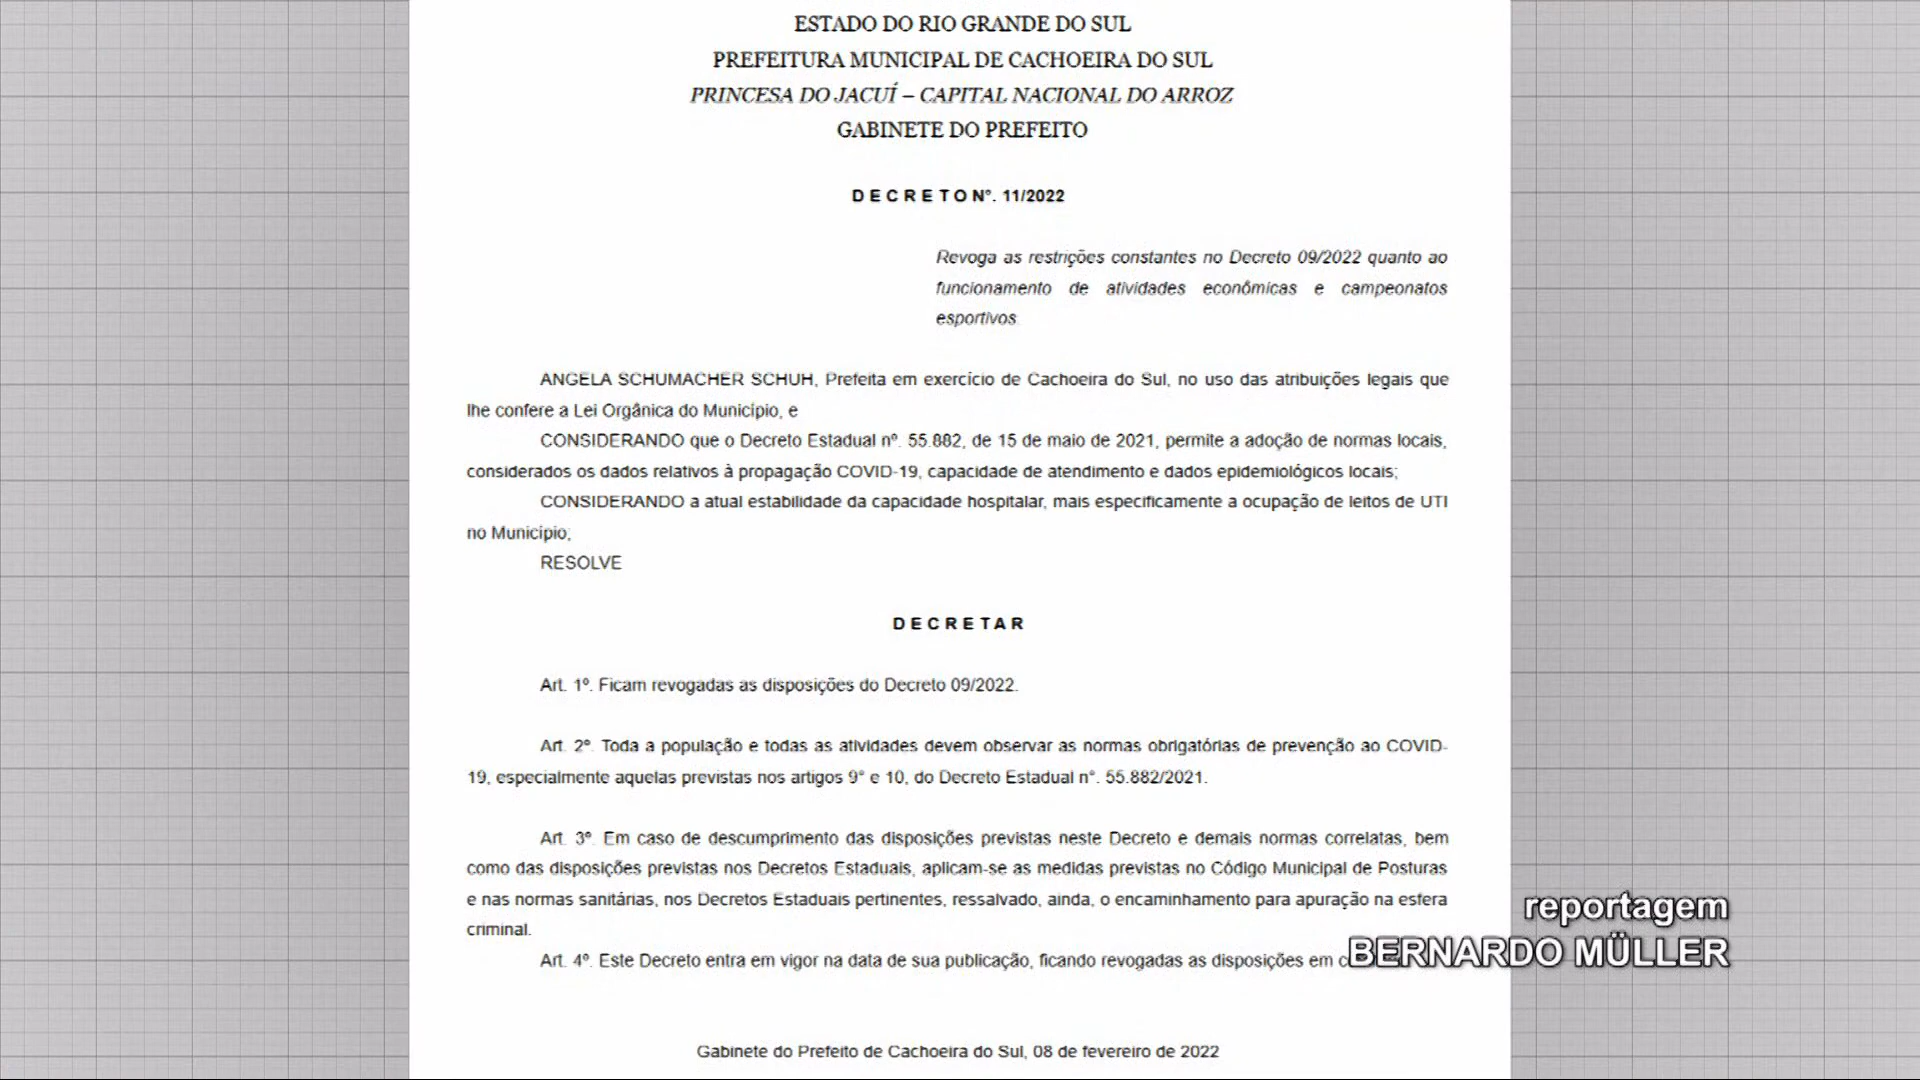 ESTADO DO RIO GRANDE DO SUL
PREFEITURA MUNICIPAL DE CACHOEIRA DO SUL
PRINCESA DO JACUÍ – CAPITAL NACIONAL DO ARROZ
GABINETE DO PREFEITO
D E C R E T O Nº. 11/2022
Revoga as restrições constantes no Decreto 09/2022 quanto ao
funcionamento de atividades econômicas e campeonatos
esportivos.
ANGELA SCHUMACHER SCHUH, Prefeita em exercício de Cachoeira do Sul, no uso das atribuições legais que
lhe confere a Lei Orgânica do Município, e
CONSIDERANDO que o Decreto Estadual nº. 55.882, de 15 de maio de 2021, permite a adoção de normas locais,
considerados os dados relativos à propagação COVID-19, capacidade de atendimento e dados epidemiológicos locais;
CONSIDERANDO a atual estabilidade da capacidade hospitalar, mais especificamente a ocupação de leitos de UTI
no Município;
RESOLVE
D E C R E T A R
Art. 1º. Ficam revogadas as disposições do Decreto 09/2022.
Art. 2º. Toda a população e todas as atividades devem observar as normas obrigatórias de prevenção ao COVID-
19, especialmente aquelas previstas nos artigos 9° e 10, do Decreto Estadual n°. 55.882/2021.
Art. 3º. Em caso de descumprimento das disposições previstas neste Decreto e demais normas correlatas, bem
como das disposições previstas nos Decretos Estaduais, aplicam-se as medidas previstas no Código Municipal de Posturas
e nas normas sanitárias, nos Decretos Estaduais pertinentes, ressalvado, ainda, o encaminhamento para apuração na esfera
criminal.
reportagem
Art. 4º. Este Decreto entra em vigor na data de sua publicação, ficando revogadas as disposições em
BERNARDO MÜLLER
Gabinete do Prefeito de Cachoeira do Sul, 08 de fevereiro de 2022